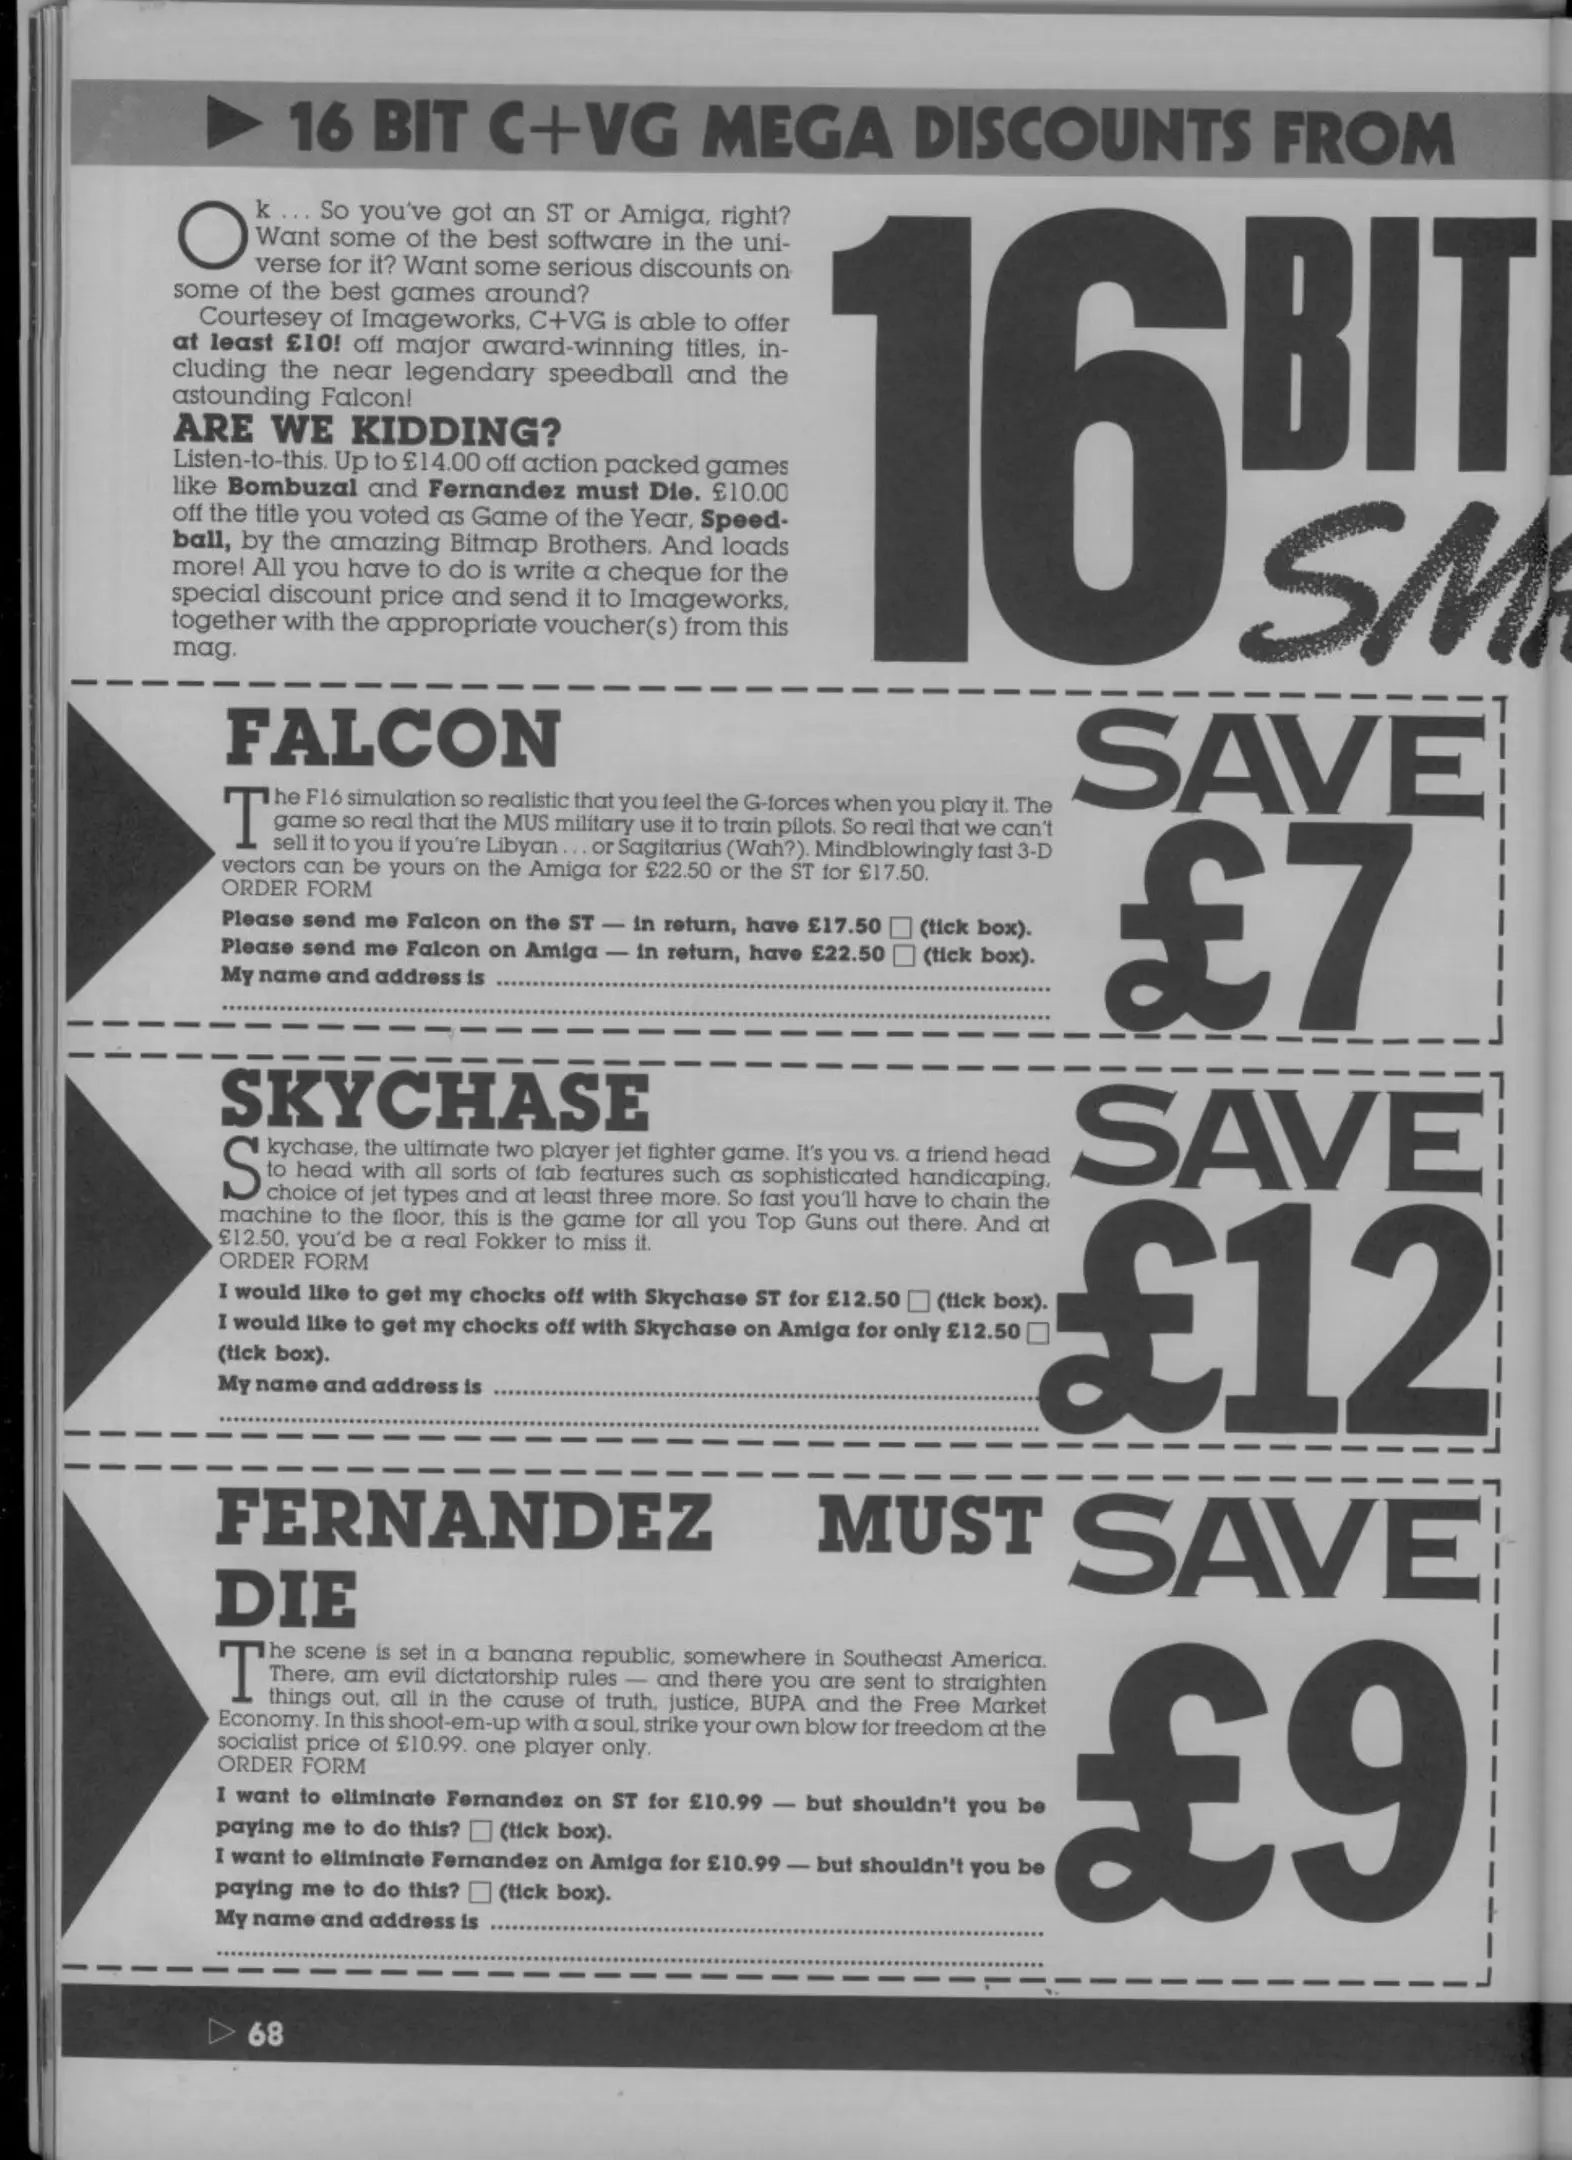 16 BIT C+VG MEGA DISCOUNTS FROM
Ok ... So you've got an ST or Amiga, right?
Want some of the best software in the uni-
verse for it? Want some serious discounts on
some of the best games around?
Courtesey of Imageworks, C+VG is able to offer
at least £10! off major award-winning titles, in-
cluding the near legendary speedball and the
astounding Falcon!
ARE WE KIDDING?
Listen-to-this. Up to £14.00 off action packed games
like Bombuzal and Fernandez must Die. £10.00
off the title you voted as Game of the Year, Speed-
ball, by the amazing Bitmap Brothers. And loads
more! All you have to do is write a cheque for the
special discount price and send it to Imageworks,
together with the appropriate voucher(s) from this
mag.
16 BIT
SM
FALCON
The F16 simulation so realistic that you feel the G-forces when you play it. The
game so real that the MUS military use it to train pilots. So real that we can't
sell it to you if you're Libyan ... or Sagitarius (Wah?). Mindblowingly fast 3-D
vectors can be yours on the Amiga for £22.50 or the ST for £17.50.
ORDER FORM
Please send me Falcon on the ST — in return, have £17.50 □ (tick box).
Please send me Falcon on Amiga — in return, have £22.50 □ (tick box).
My name and address is
SAVE
£7
SKYCHASE
Skychase, the ultimate two player jet fighter game. It's you vs. a friend head
to head with all sorts of fab features such as sophisticated handicaping,
choice of jet types and at least three more. So fast you'll have to chain the
machine to the floor, this is the game for all you Top Guns out there. And at
£12.50, you'd be a real Fokker to miss it.
ORDER FORM
I would like to get my chocks off with Skychase ST for £12.50 □ (tick box).
I would like to get my chocks off with Skychase on Amiga for only £12.50 □
(tick box).
My name and address is
SAVE
£12
FERNANDEZ MUST
DIE
The scene is set in a banana republic, somewhere in Southeast America.
There, am evil dictatorship rules — and there you are sent to straighten
things out, all in the cause of truth, justice, BUPA and the Free Market
Economy. In this shoot-em-up with a soul, strike your own blow for freedom at the
socialist price of £10.99. one player only.
ORDER FORM
I want to eliminate Fernandez on ST for £10.99 — but shouldn't you be
paying me to do this? □ (tick box).
I want to eliminate Fernandez on Amiga for £10.99 — but shouldn't you be
paying me to do this? □ (tick box).
My name and address is
SAVE
£9
68